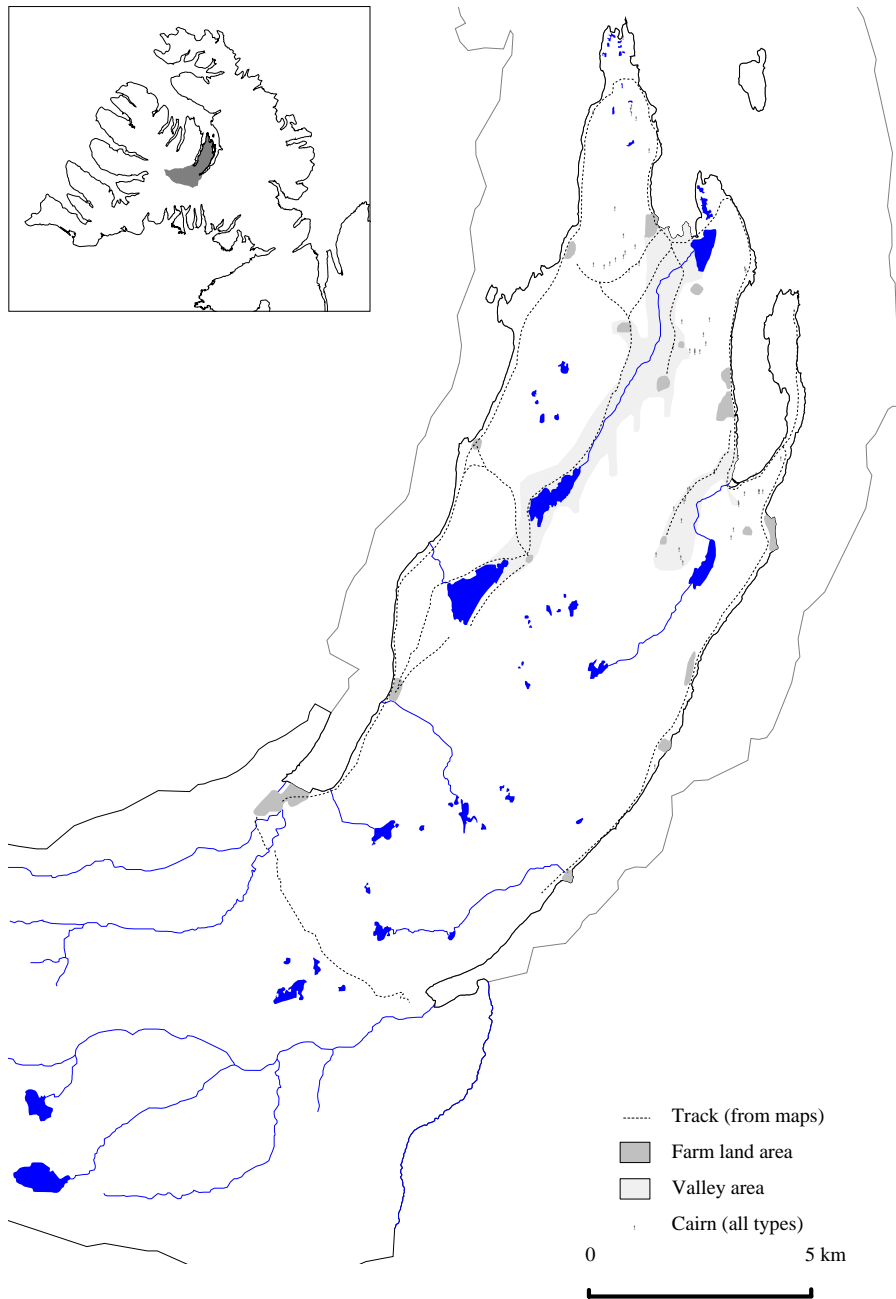 Track (from maps)
Farm land area
Valley area
Cairn (all types)
0 5 km